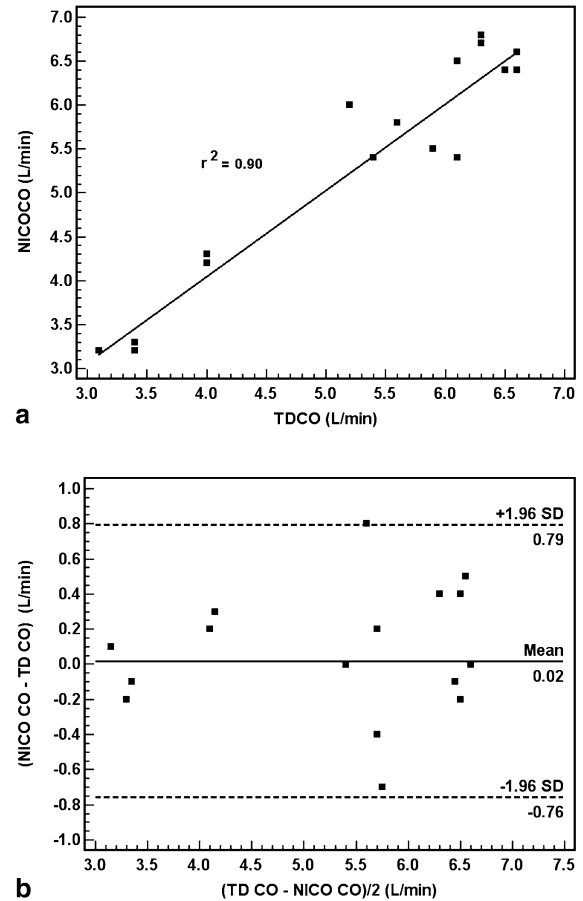 7.0
6.5
6.0
5.5
5.0
4.5
4.0
3.5
3.0
NICOCO (L/min)
r 2 = 0.90
3.0 3.5 4.0 4.5 5.0 5.5 6.0 6.5 7.0
TDCO (L/min)
a
1.0
0.8
0.6
0.4
0.2
0.0
-0.2
-0.4
-0.6
-0.8
-1.0
(NICO CO - TD CO) (L/min)
+1.96 SD
0.79
Mean
0.02
-1.96 SD
-0.76
3.0 3.5 4.0 4.5 5.0 5.5 6.0 6.5 7.0 7.5
(TD CO - NICO CO)/2 (L/min)
b